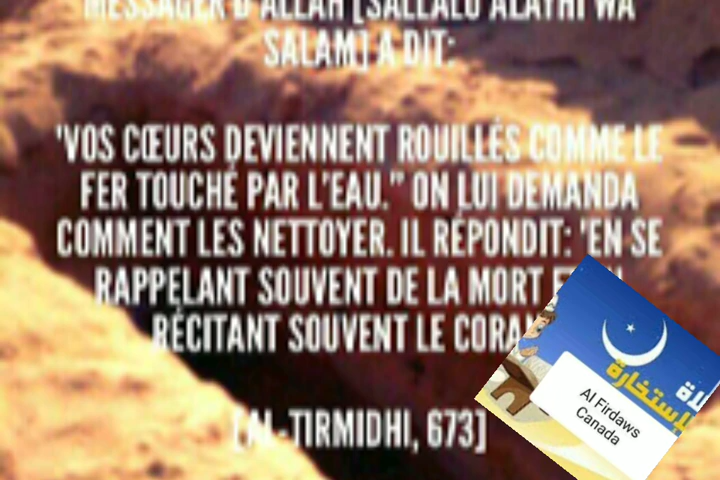 MESSAGER D'ALLAH [SALLALU ALAYHI WA
SALAM] A DIT:
'VOS CŒURS DEVIENNENT ROUILLÉS COMME LE
FER TOUCHÉ PAR L'EAU." ON LUI DEMANDA
COMMENT LES NETTOYER. IL RÉPONDIT: 'EN SE
RAPPELANT SOUVENT DE LA MORT
RÉCITANT SOUVENT LE CORAN
[AL-TIRMIDHI, 673]
الاستخارة
Al Firdaws
Canada